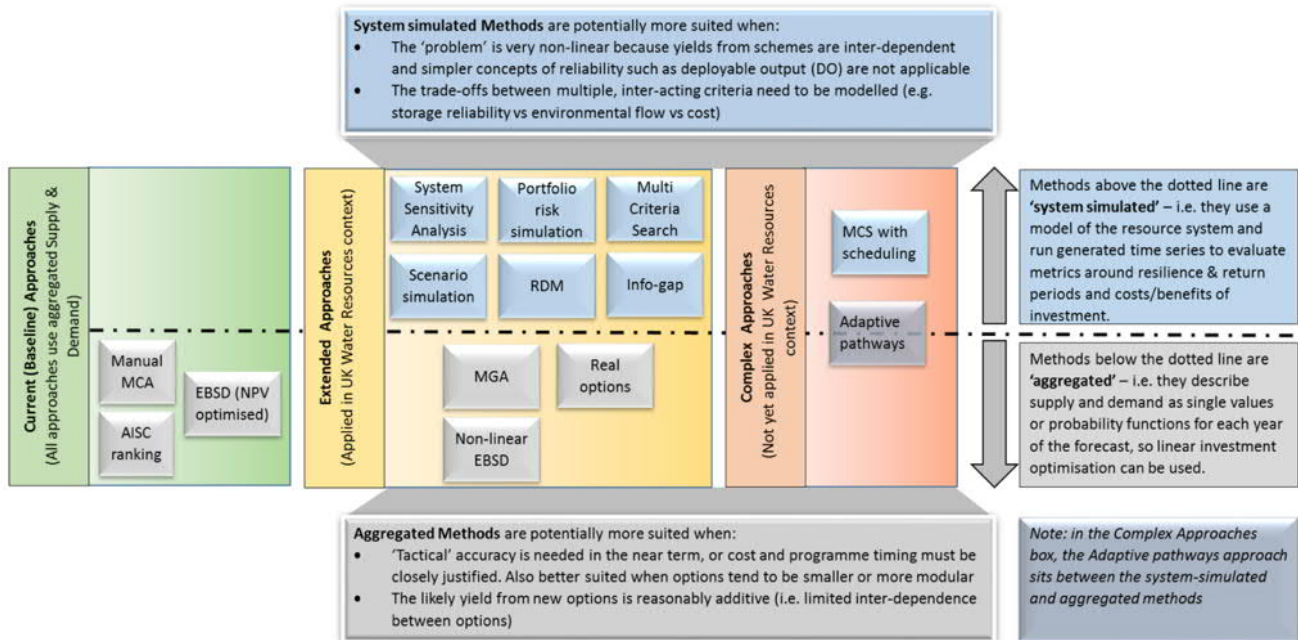 System simulated Methods are potentially more suited when:
• The ‘problem’ is very non-linear because yields from schemes are inter-dependent
and simpler concepts of reliability such as deployable output (DO) are not applicable
• The trade-offs between multiple, inter-acting criteria need to be modelled (e.g.
storage reliability vs environmental flow vs cost)
Current (Baseline) Approaches
(All approaches use aggregated Supply &
Demand)
Manual
MCA
EBSD (NPV
optimised)
AISC
ranking
Extended Approaches
(Applied in UK Water Resources context)
System
Sensitivity
Analysis
Portfolio
risk
simulation
Multi
Criteria
Search
Scenario
simulation
RDM
Info-gap
MGA
Real
options
Non-linear
EBSD
Complex Approaches
(Not yet applied in UK Water Resources
context)
MCS with
scheduling
Adaptive
pathways
Methods above the dotted line are
‘system simulated’ – i.e. they use a
model of the resource system and
run generated time series to evaluate
metrics around resilience & return
periods and costs/benefits of
investment.
Methods below the dotted line are
‘aggregated’ – i.e. they describe
supply and demand as single values
or probability functions for each year
of the forecast, so linear investment
optimisation can be used.
Aggregated Methods are potentially more suited when:
• ‘Tactical’ accuracy is needed in the near term, or cost and programme timing must be
closely justified. Also better suited when options tend to be smaller or more modular
• The likely yield from new options is reasonably additive (i.e. limited inter-dependence
between options)
Note: in the Complex Approaches
box, the Adaptive pathways approach
sits between the system-simulated
and aggregated methods